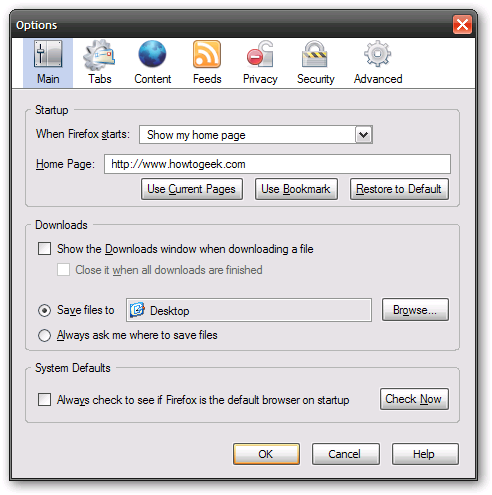 Options
Main Tabs Content Feeds Privacy Security Advanced
Startup
When Firefox starts: Show my home page
Home Page: http://www.howtogeek.com
Use Current Pages Use Bookmark Restore to Default
Downloads
Show the Downloads window when downloading a file
Close it when all downloads are finished
Save files to Desktop Browse...
Always ask me where to save files
System Defaults
Always check to see if Firefox is the default browser on startup Check Now
OK Cancel Help